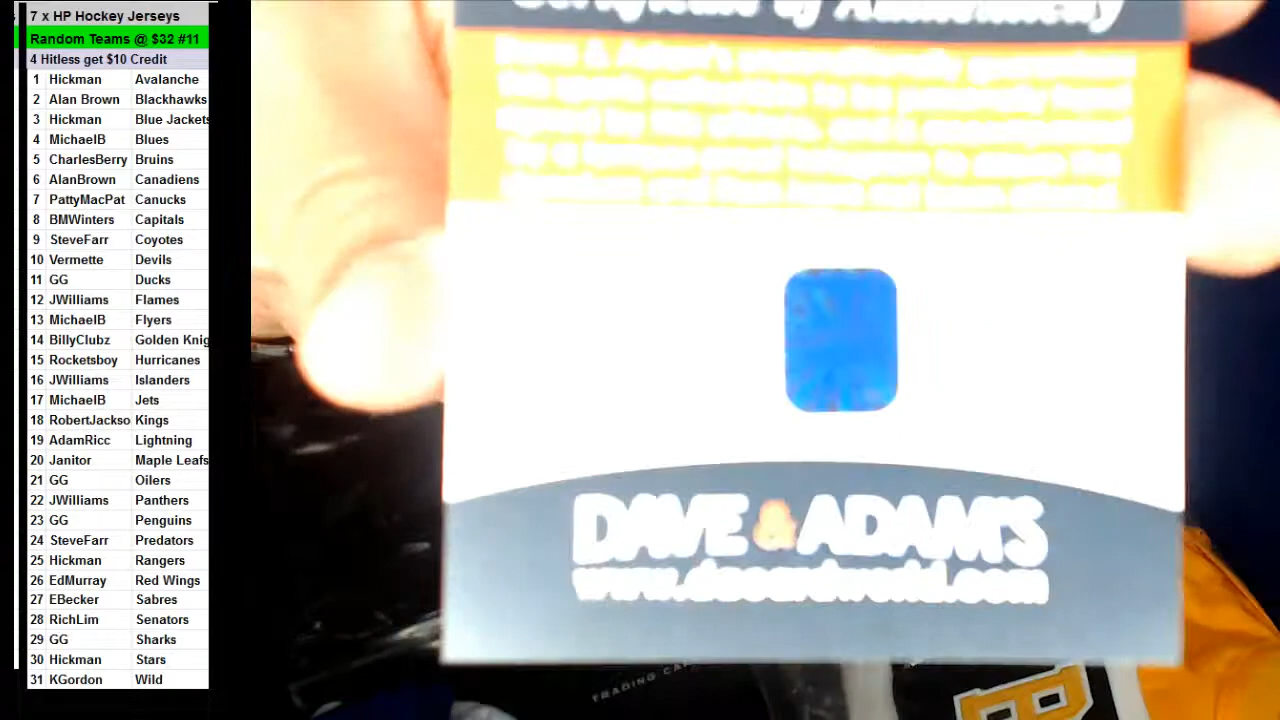 7 x HP Hockey Jerseys
Random Teams @ $32 #11
4 Hitless get $10 Credit
1 Hickman Avalanche
2 Alan Brown Blackhawks
3 Hickman Blue Jackets
4 MichaelB Blues
5 CharlesBerry Bruins
6 AlanBrown Canadiens
7 PattyMacPat Canucks
8 BMWinters Capitals
9 SteveFarr Coyotes
10 Vermette Devils
11 GG Ducks
12 JWilliams Flames
13 MichaelB Flyers
14 BillyClubz Golden Knig
15 Rocketsboy Hurricanes
16 JWilliams Islanders
17 MichaelB Jets
18 RobertJackso Kings
19 AdamRicc Lightning
20 Janitor Maple Leafs
21 GG Oilers
22 JWilliams Panthers
23 GG Penguins
24 SteveFarr Predators
25 Hickman Rangers
26 EdMurray Red Wings
27 EBecker Sabres
28 RichLim Senators
29 GG Sharks
30 Hickman Stars
31 KGordon Wild
Certificate of Authenticity
DAVE & ADAM'S
TRADING CA
B